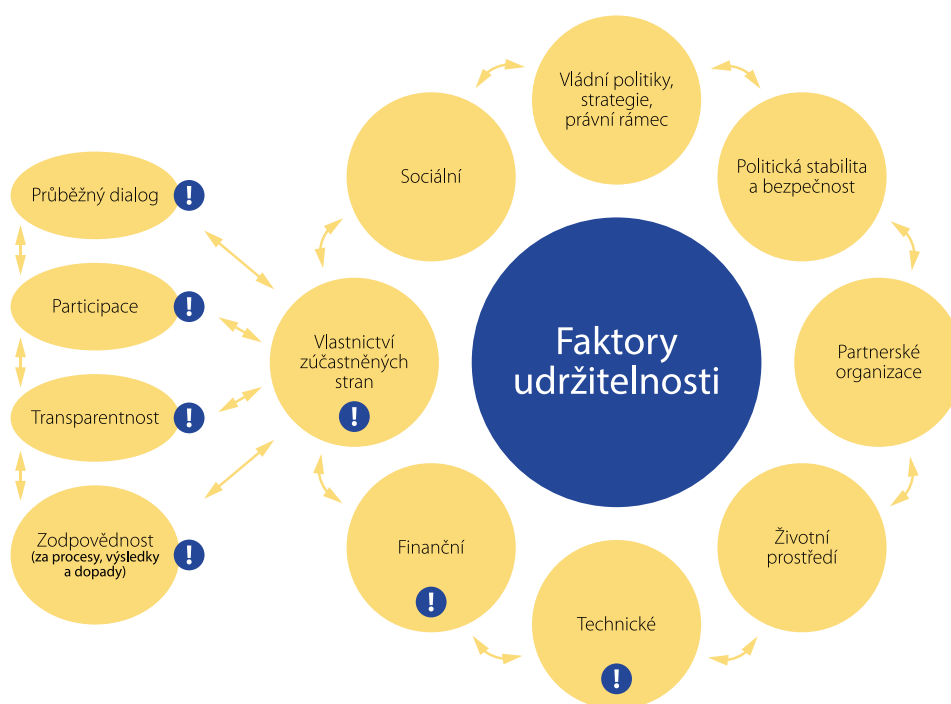 Vládní politiky,
strategie,
právní rámec
Sociální
Politická stabilita
a bezpečnost
Průběžný dialog
!
Participace
!
Vlastnictví
zúčastněných
stran
!
Faktory
udržitelnosti
Partnerské
organizace
Transparentnost
!
Zodpovědnost
(za procesy, výsledky
a dopady)
!
Finanční
!
Životní
prostředí
Technické
!